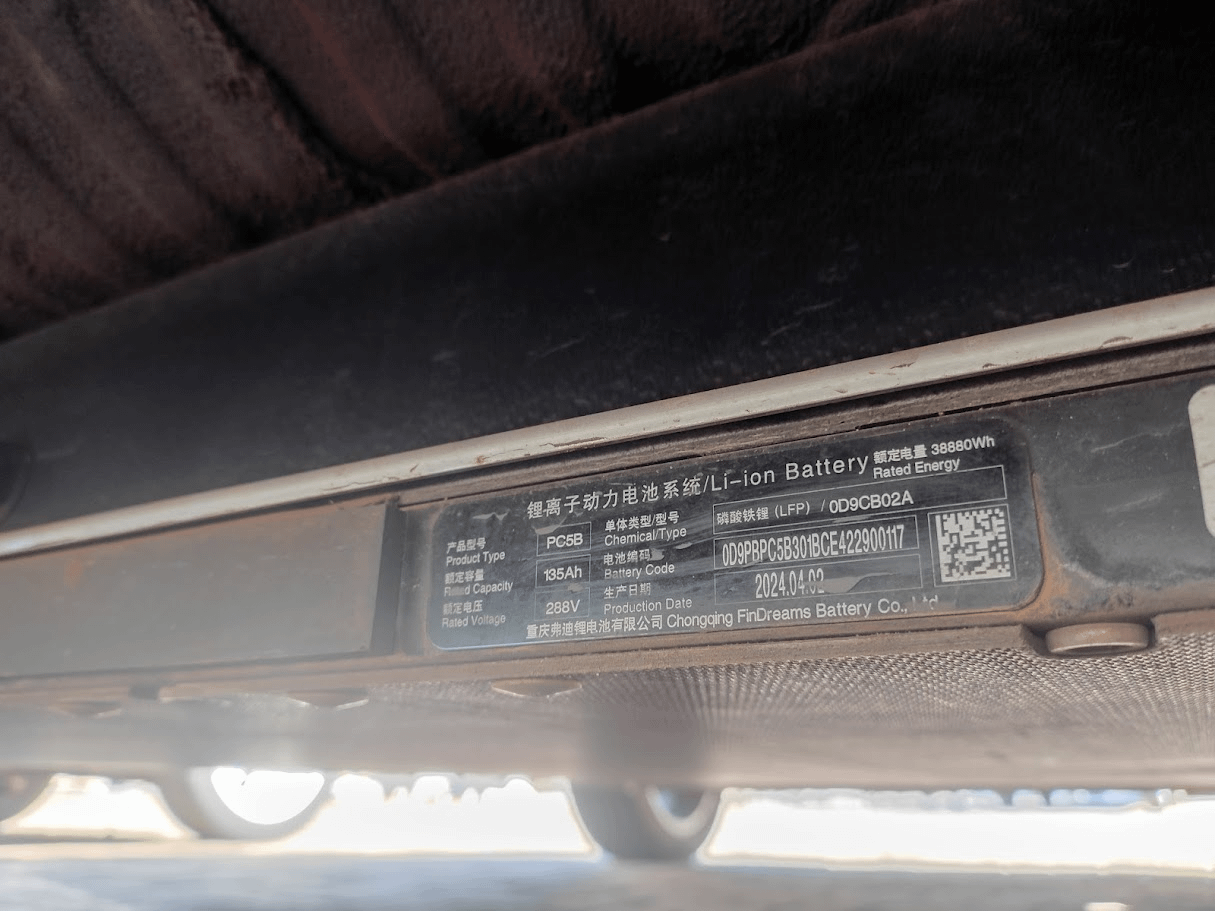 锂离子动力电池系统/Li-ion Battery
额定电量 38880Wh
Rated Energy
产品型号
Product Type
PC5B
单体类型/型号
Chemical/Type
磷酸铁锂 (LFP) / 0D9CB02A
额定容量
Rated Capacity
135Ah
电池编码
Battery Code
0D9PBPC5B301BCE422900117
额定电压
Rated Voltage
288V
生产日期
Production Date
2024.04.02
重庆弗迪锂电池有限公司 Chongqing FinDreams Battery Co., Ltd